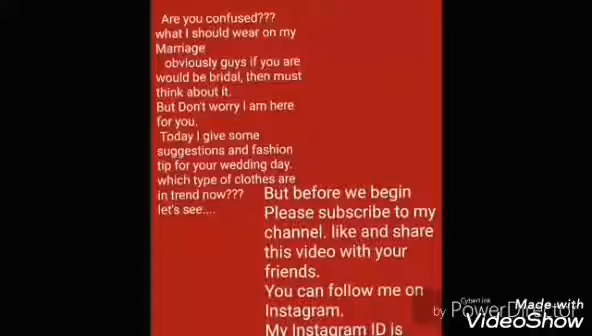 Are you confused???
what I should wear on my
Marriage
obviously guys if you are
would be bridal, then must
think about it.
But Don't worry I am here
for you.
Today I give some
suggestions and fashion
tip for your wedding day.
which type of clothes are
in trend now???
let's see....
But before we begin
Please subscribe to my
channel. like and share
this video with your
friends.
You can follow me on
Instagram.
My Instagram ID is
CyberLink
by PowerDirector
Made with
VideoShow